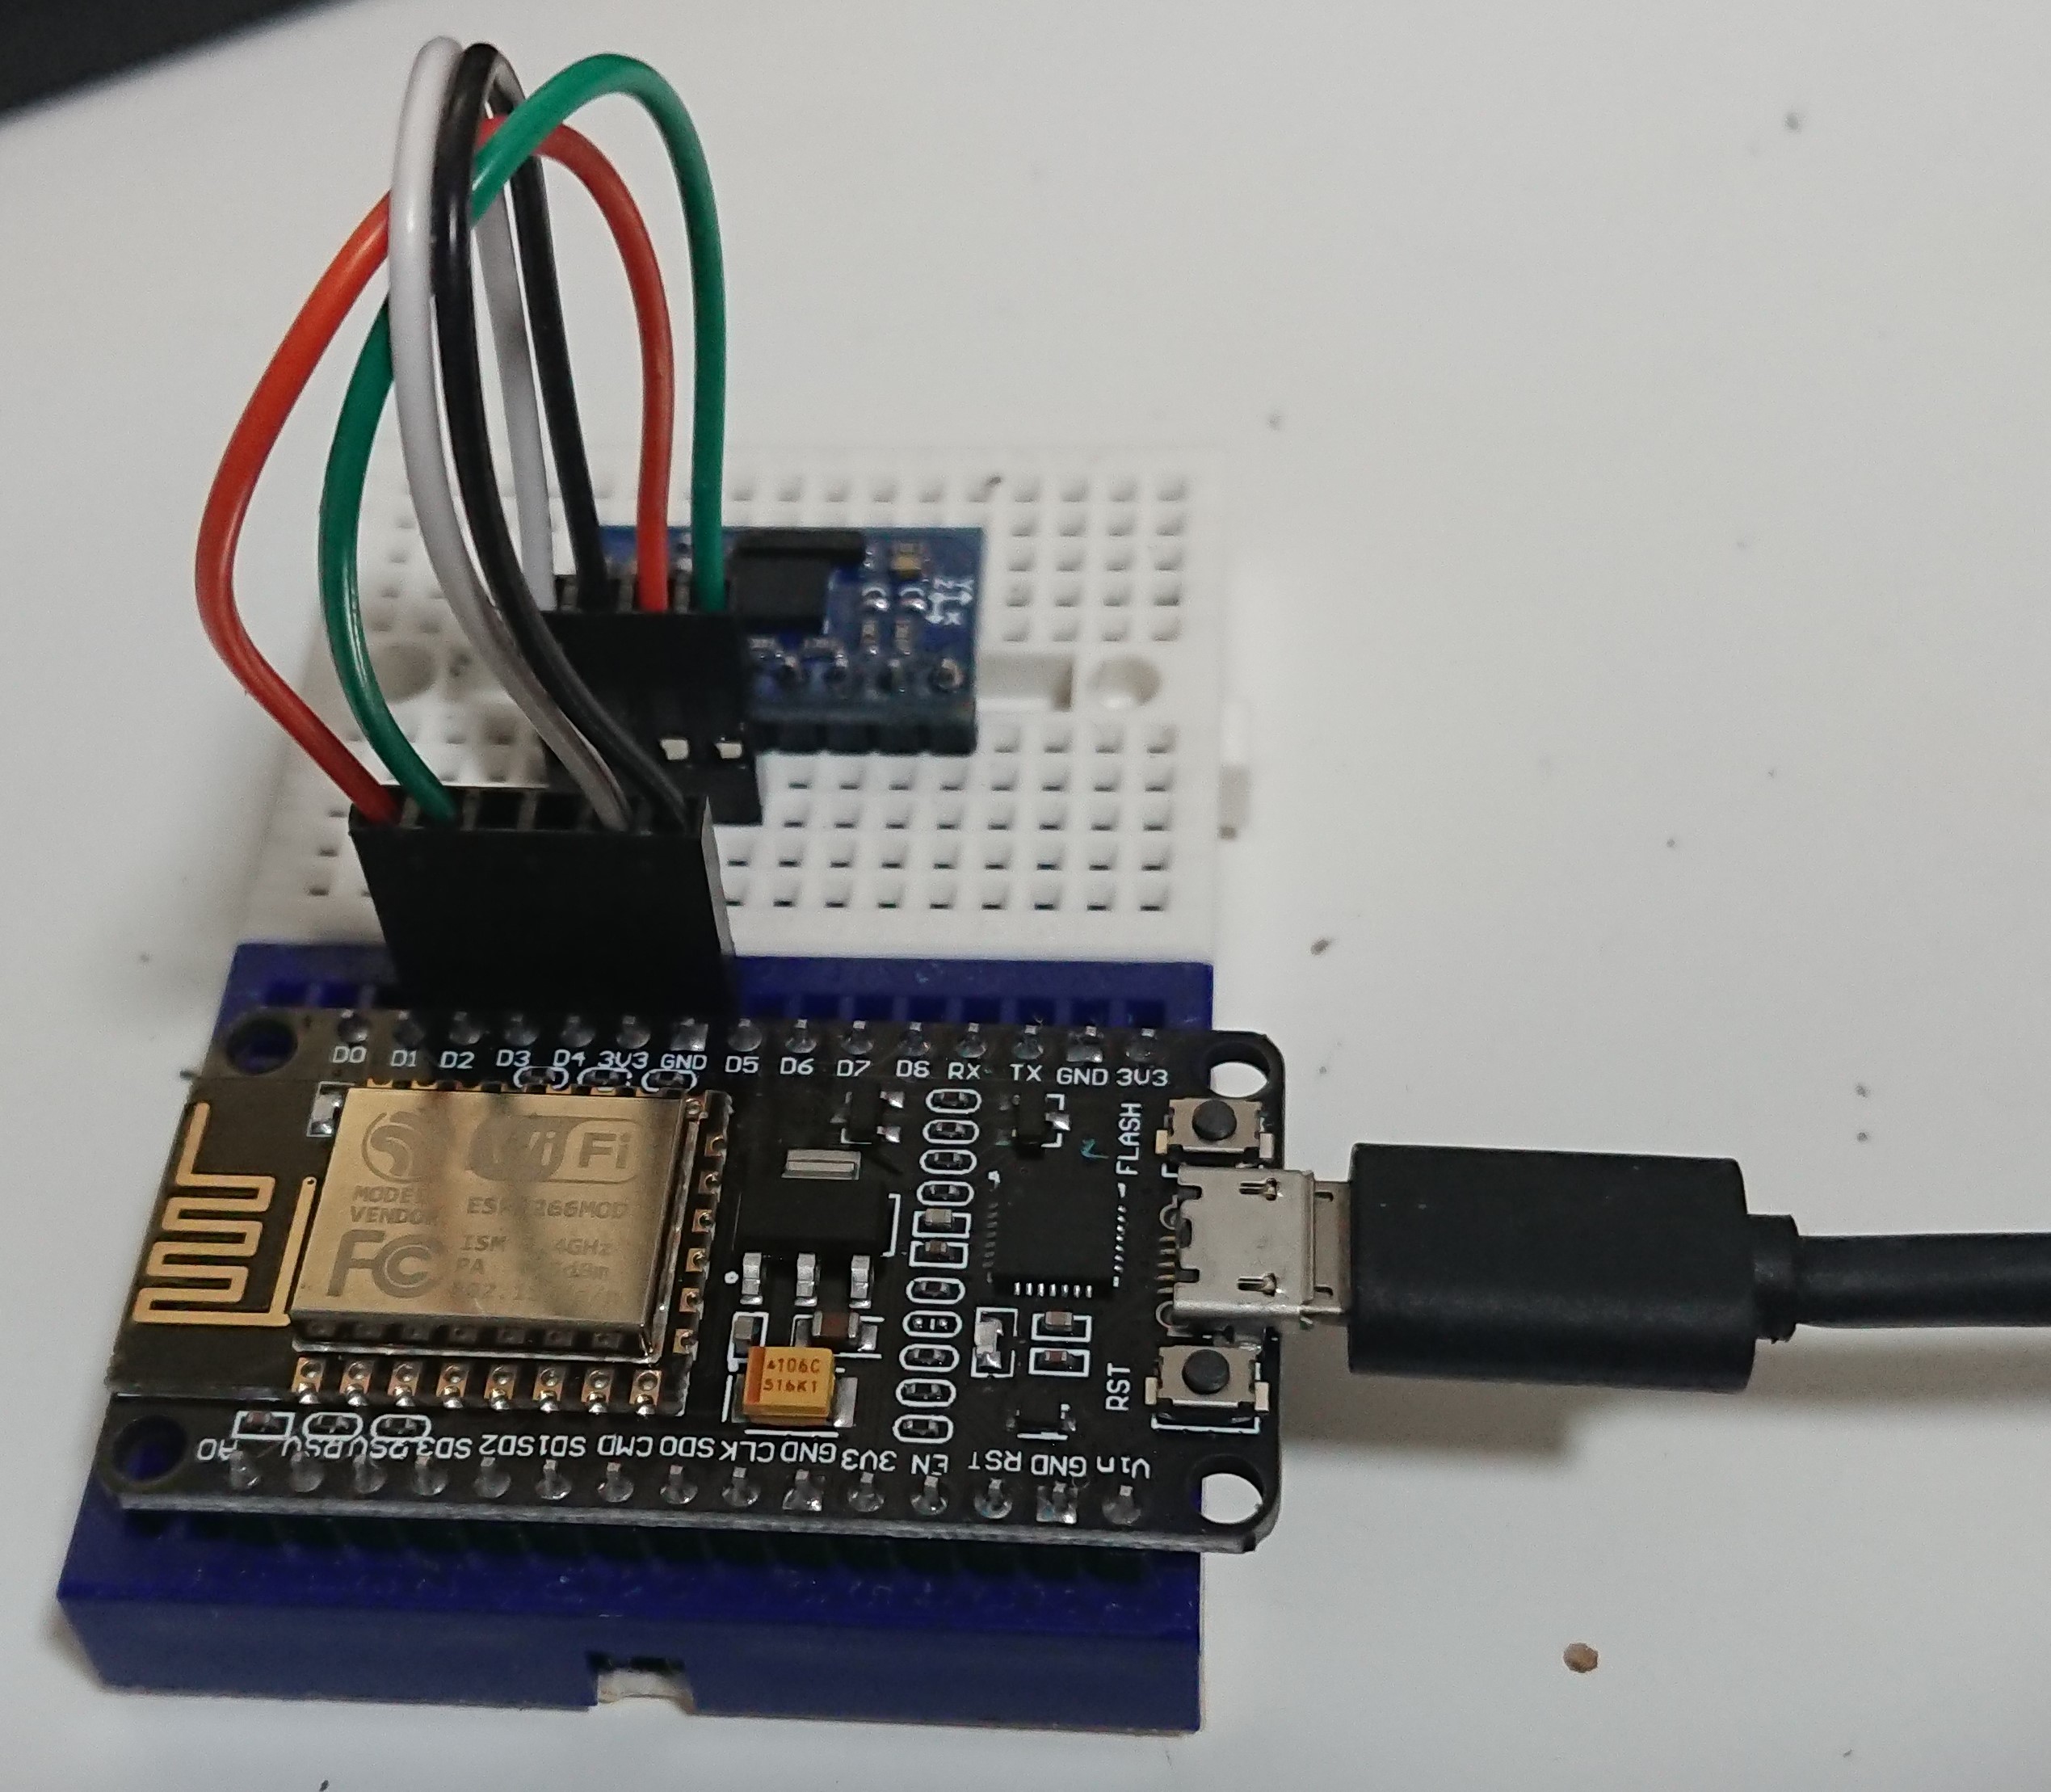 Y
Z
X
D0 D1 D2 D3 D4 3V3 GND D5 D6 D7 D8 RX TX GND 3V3
FLASH
WiFi
MODEL
VENDOR
ISM
PA
FC
4106C
516K1
RST
A0 RSV RSV SD3 SD2 SD1 CMD SD0 CLK GND 3V3 EN RST GND Vin